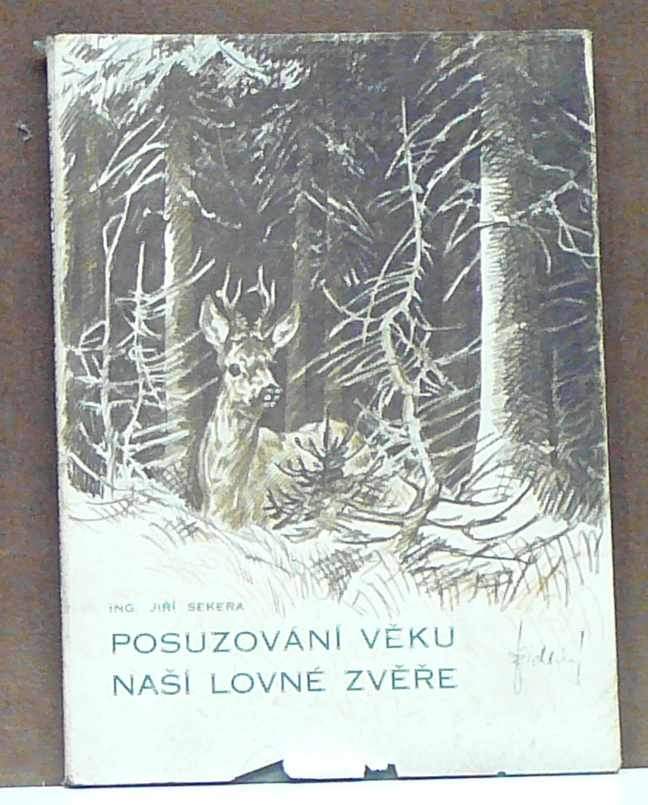 ING. JIŘÍ SEKERA
POSUZOVÁNÍ VĚKU
NAŠÍ LOVNÉ ZVĚŘE